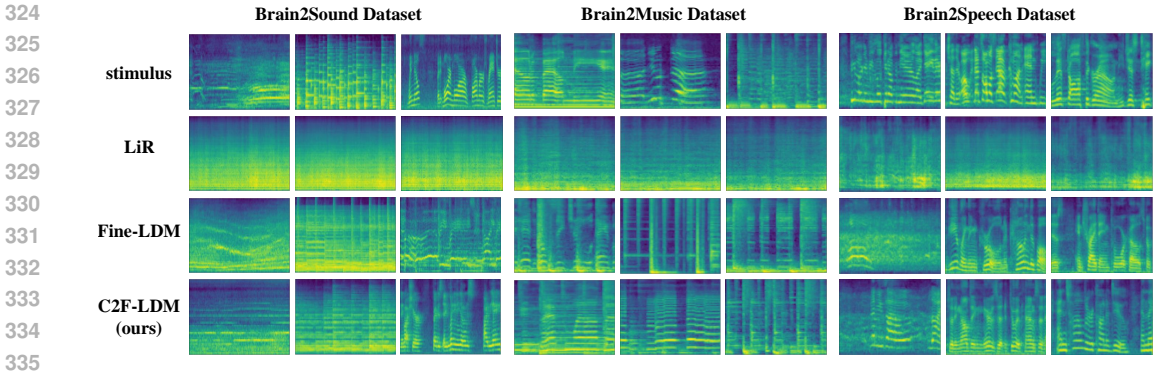 324
Brain2Sound Dataset Brain2Music Dataset Brain2Speech Dataset
325
stimulus
326
327
328
LiR
329
330
Fine-LDM
331
332
333
C2F-LDM
(ours)
334
335